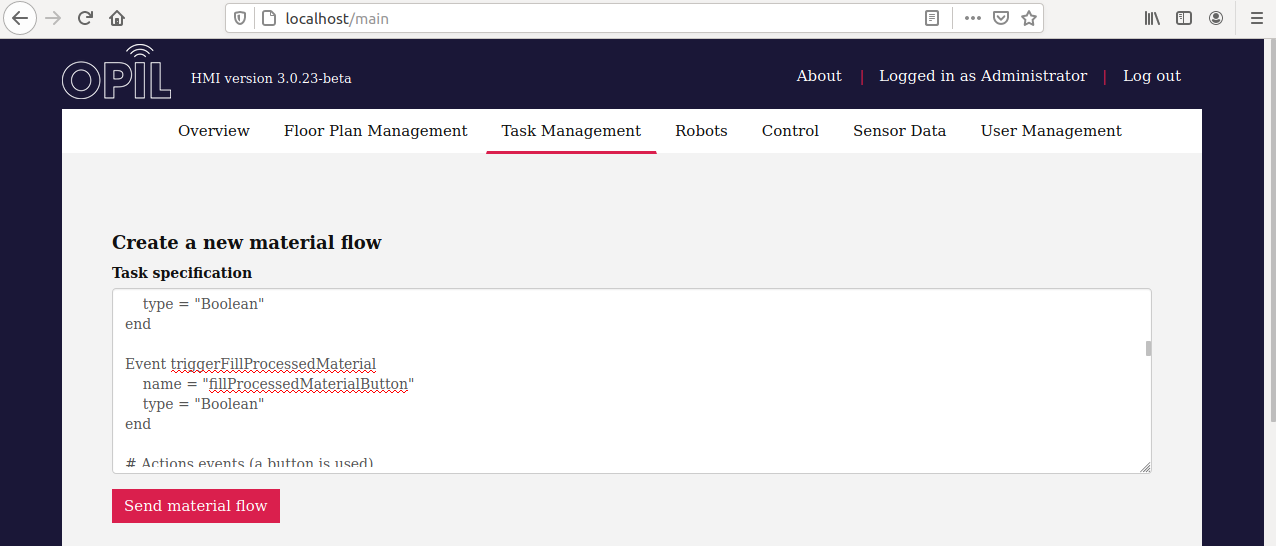 localhost/main
OPIL
HMI version 3.0.23-beta
About | Logged in as Administrator | Log out
Overview Floor Plan Management Task Management Robots Control Sensor Data User Management
Create a new material flow
Task specification
type = "Boolean"
end
Event triggerFillProcessedMaterial
name = "fillProcessedMaterialButton"
type = "Boolean"
end
# Actions events (a button is used)
Send material flow